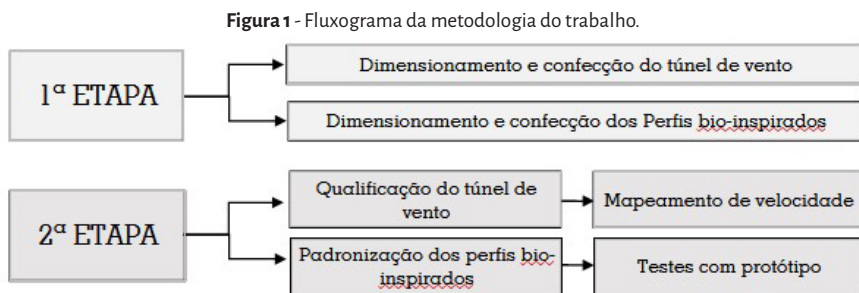 Figura 1 - Fluxograma da metodologia do trabalho.
1ª ETAPA
Dimensionamento e confecção do túnel de vento
Dimensionamento e confecção dos Perfis bio-inspirados
2ª ETAPA
Qualificação do túnel de
vento
Mapeamento de velocidade
Padronização dos perfis bio-
inspirados
Testes com protótipo